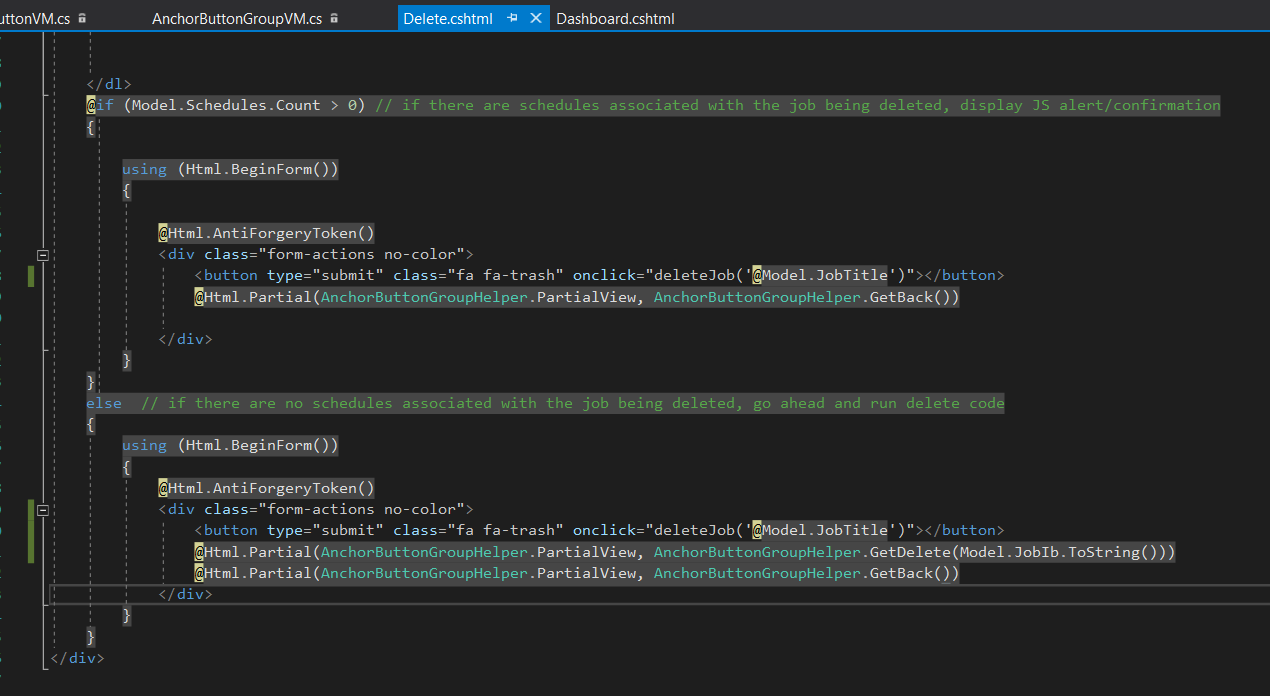 uttonVM.cs AnchorButtonGroupVM.cs Delete.cshtml Dashboard.cshtml
</dl>
@if (Model.Schedules.Count > 0) // if there are schedules associated with the job being deleted, display JS alert/confirmation
{
using (Html.BeginForm())
{
@Html.AntiForgeryToken()
<div class="form-actions no-color">
<button type="submit" class="fa fa-trash" onclick="deleteJob('@Model.JobTitle')"></button>
@Html.Partial(AnchorButtonGroupHelper.PartialView, AnchorButtonGroupHelper.GetBack())
</div>
}
}
else // if there are no schedules associated with the job being deleted, go ahead and run delete code
{
using (Html.BeginForm())
{
@Html.AntiForgeryToken()
<div class="form-actions no-color">
<button type="submit" class="fa fa-trash" onclick="deleteJob('@Model.JobTitle')"></button>
@Html.Partial(AnchorButtonGroupHelper.PartialView, AnchorButtonGroupHelper.GetDelete(Model.JobIb.ToString()))
@Html.Partial(AnchorButtonGroupHelper.PartialView, AnchorButtonGroupHelper.GetBack())
</div>
}
}
</div>